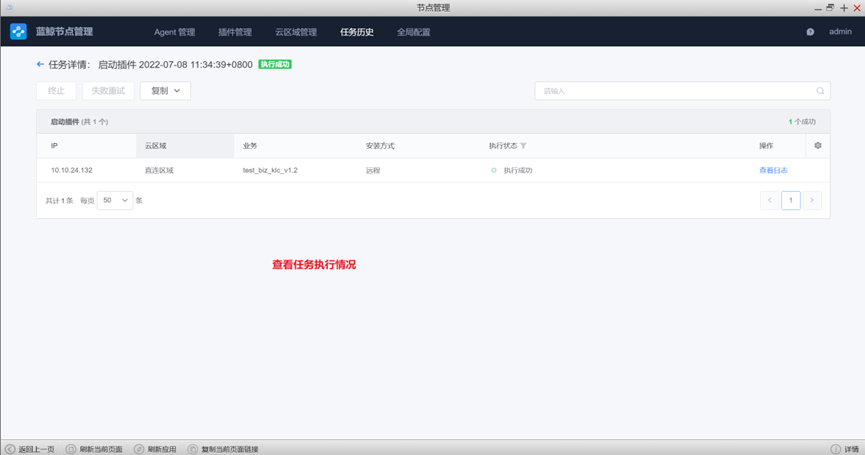 节点管理
蓝鲸节点管理 Agent 管理 插件管理 云区域管理 任务历史 全局配置 admin
任务详情： 启动插件 2022-07-08 11:34:39+0800 执行成功
终止 失败重试 复制 请输入
启动插件 (共 1 个) 1 个成功
IP 云区域 业务 安装方式 执行状态 操作
10.10.24.132 直连区域 test_biz_klc_v1.2 远程 执行成功 查看日志
共计 1 条 每页 50 条 1
查看任务执行情况
返回上一页 刷新当前页面 刷新应用 复制当前页面链接 详情